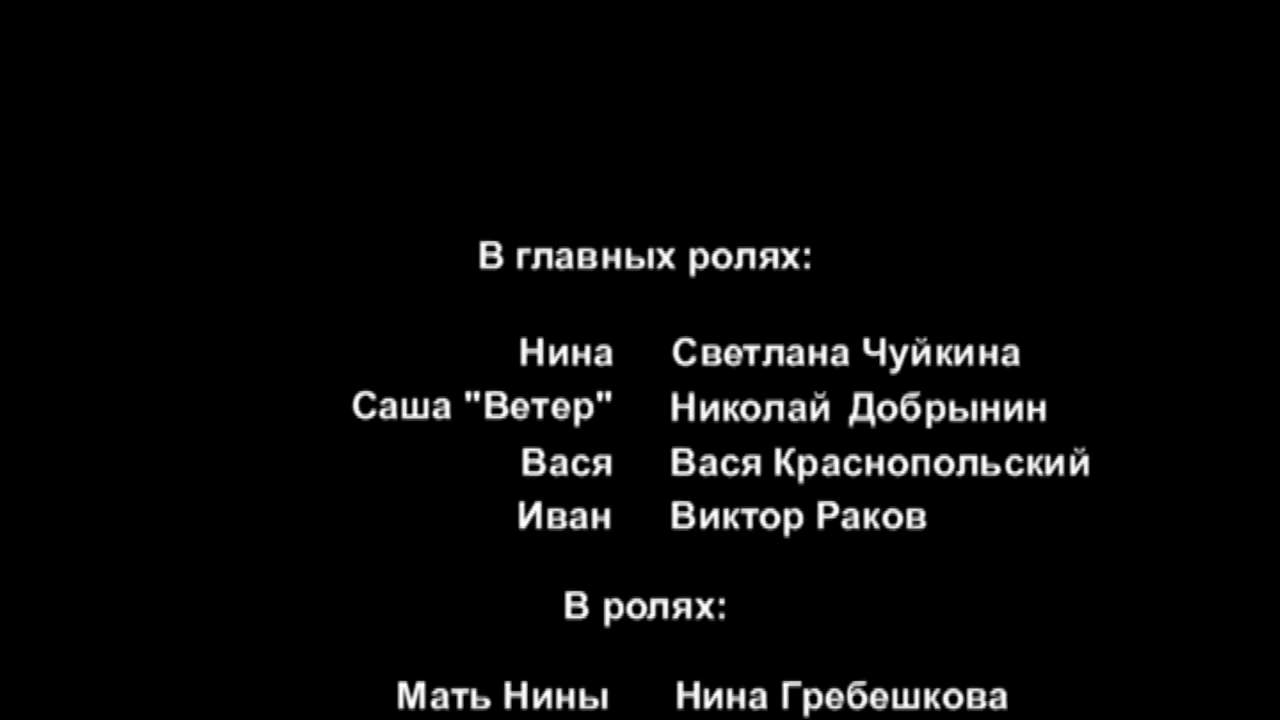 В главных ролях:
Нина Светлана Чуйкина
Саша "Ветер" Николай Добрынин
Вася Вася Краснопольский
Иван Виктор Раков
В ролях:
Мать Нины Нина Гребешкова